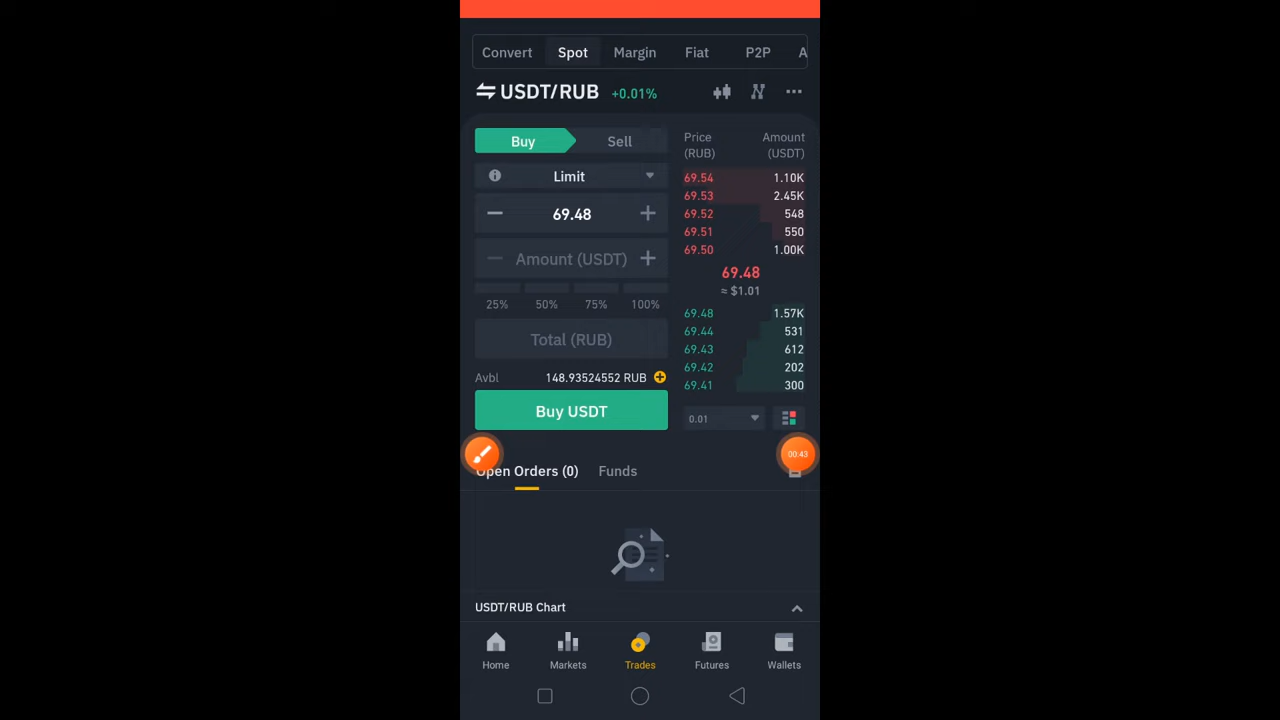 Convert Spot Margin Fiat P2P A
USDT/RUB +0.01%
Buy Sell
Limit
69.48
Amount (USDT)
25% 50% 75% 100%
Total (RUB)
Avbl 148.93524552 RUB
Buy USDT
Price (RUB) Amount (USDT)
69.54 1.10K
69.53 2.45K
69.52 548
69.51 550
69.50 1.00K
69.48
≈ $1.01
69.48 1.57K
69.44 531
69.43 612
69.42 202
69.41 300
0.01
00:43
Open Orders (0) Funds
USDT/RUB Chart
Home Markets Trades Futures Wallets